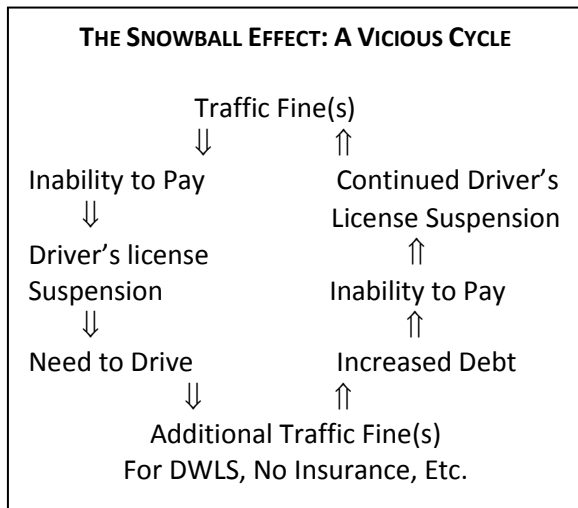 THE SNOWBALL EFFECT: A VICIOUS CYCLE
Traffic Fine(s)
⇓ ⇑
Inability to Pay Continued Driver’s
⇓ License Suspension
Driver’s license ⇑
Suspension Inability to Pay
⇓ ⇑
Need to Drive Increased Debt
⇓ ⇑
Additional Traffic Fine(s)
For DWLS, No Insurance, Etc.